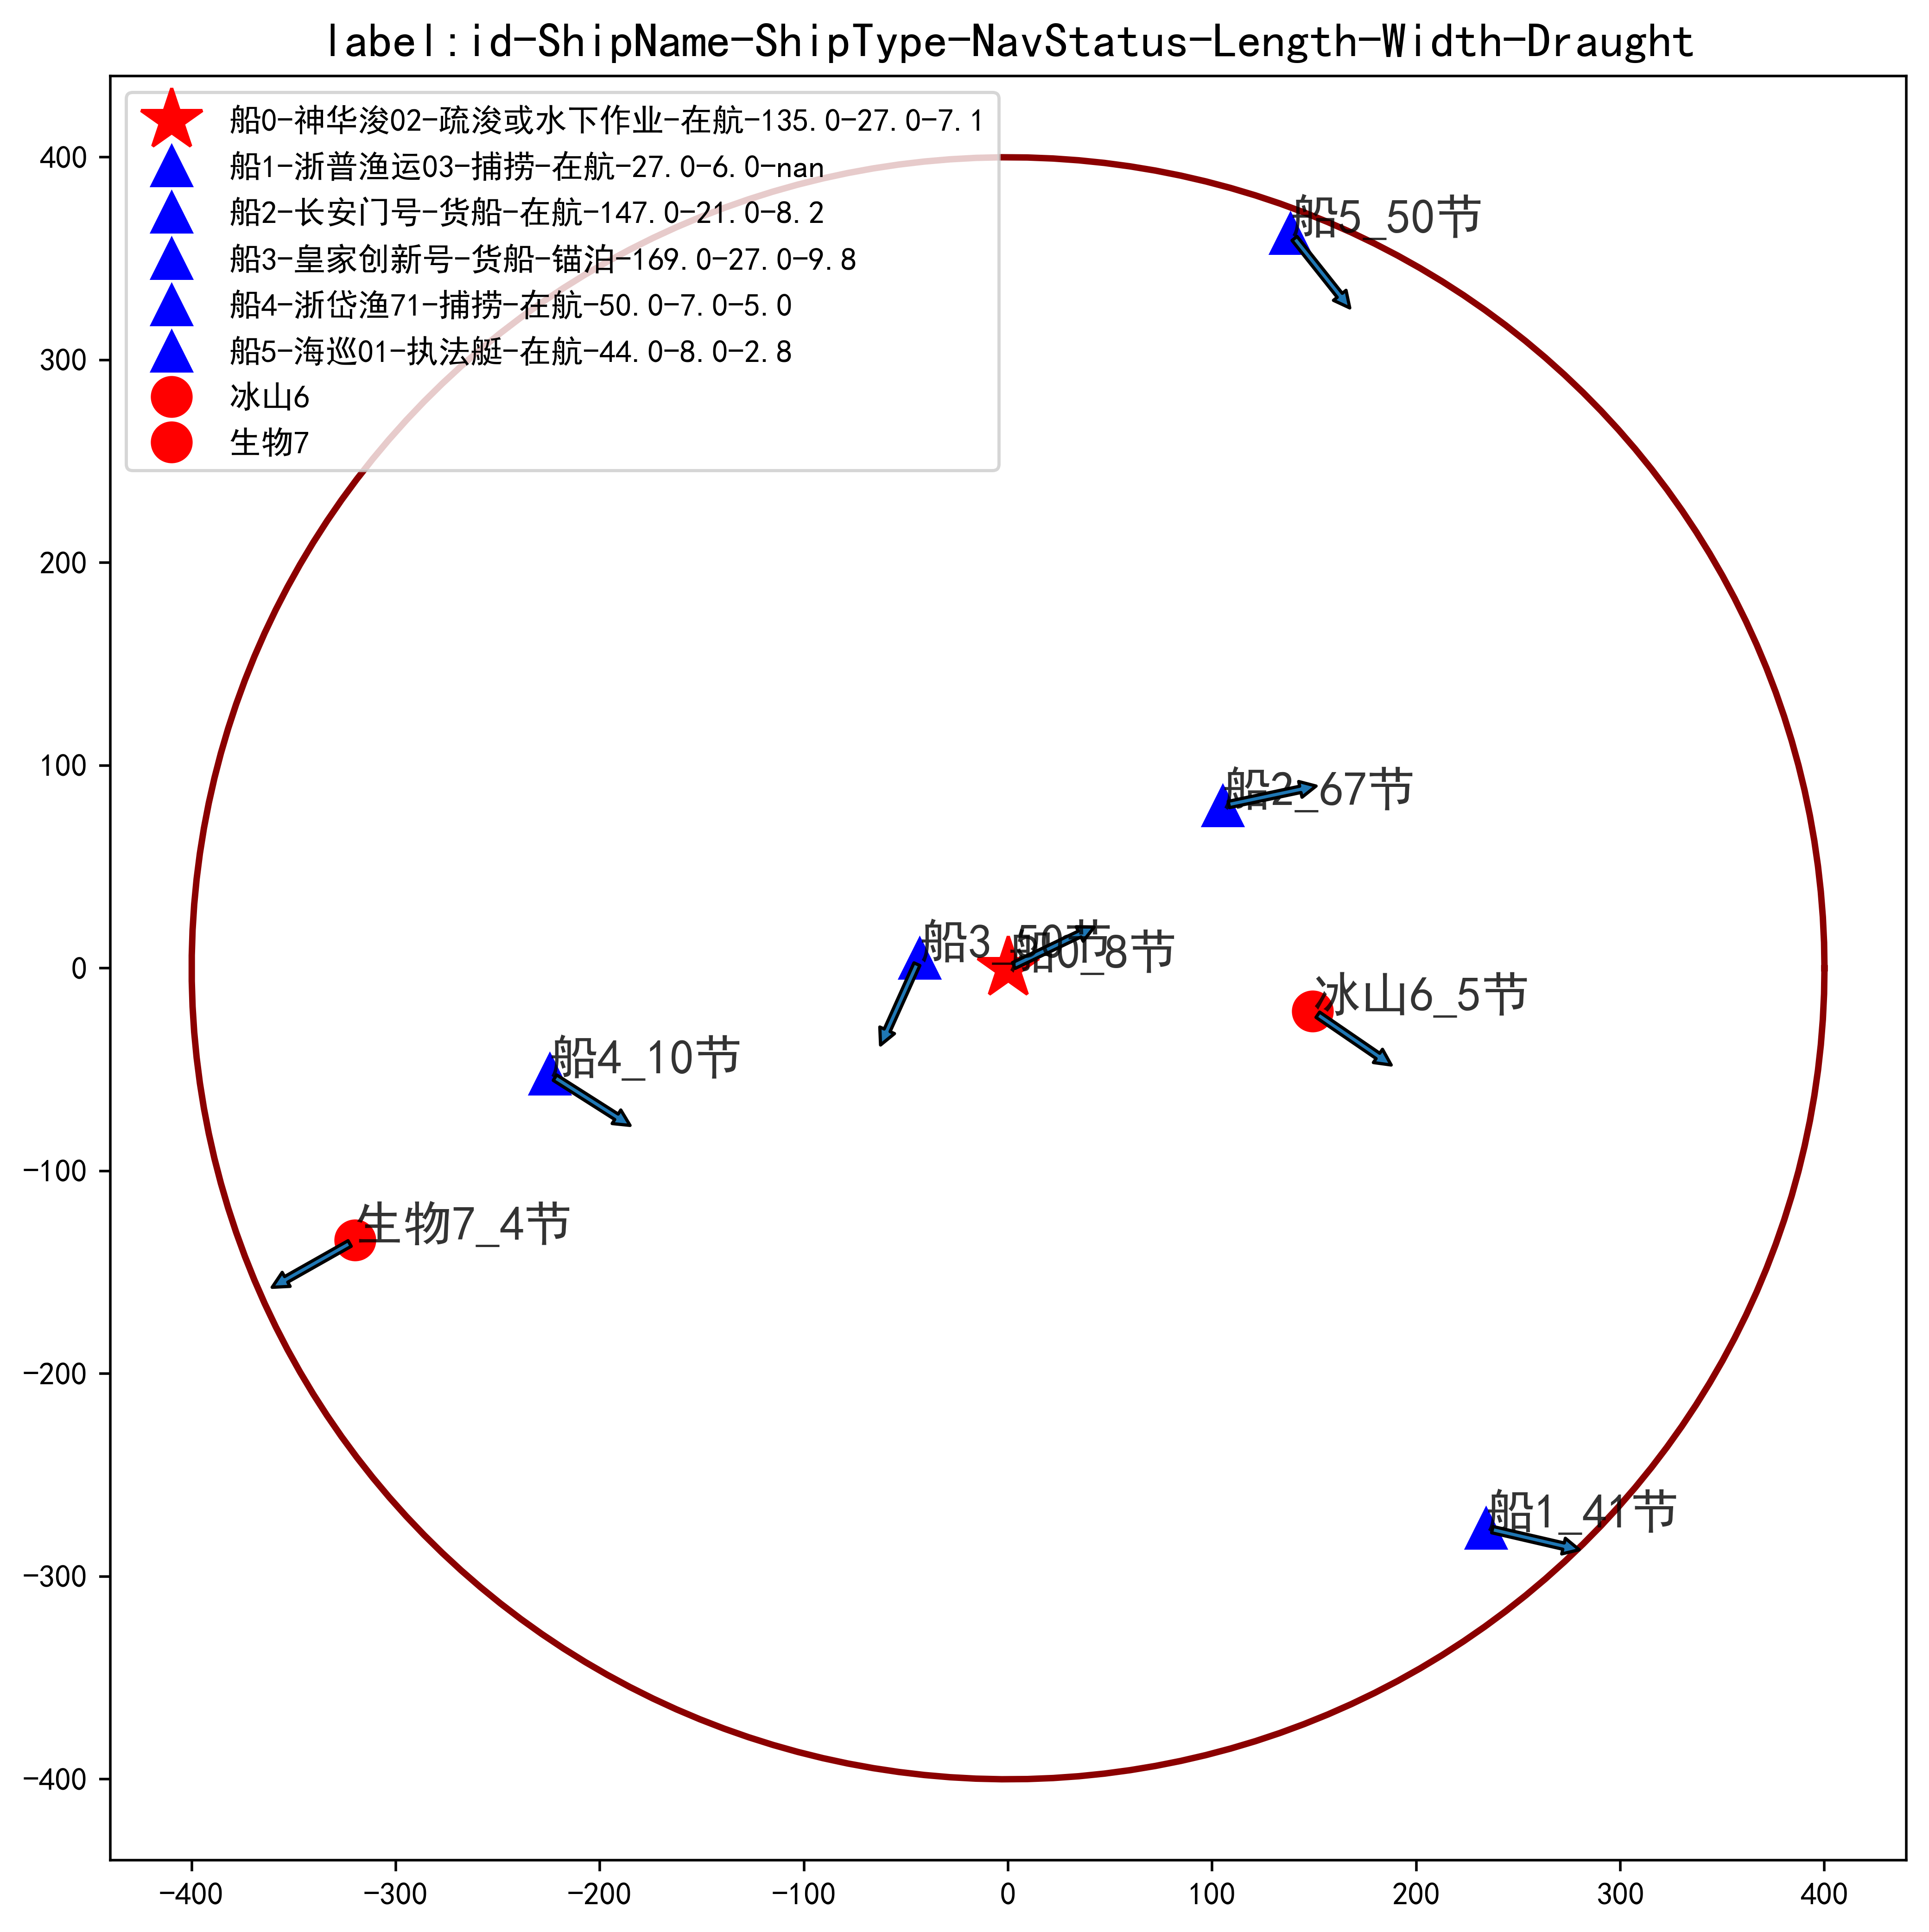 label:id-ShipName-ShipType-NavStatus-Length-Width-Draught
船0-神华浚02-疏浚或水下作业-在航-135.0-27.0-7.1
船1-浙普渔运03-捕捞-在航-27.0-6.0-nan
船2-长安门号-货船-在航-147.0-21.0-8.2
船3-皇家创新号-货船-锚泊-169.0-27.0-9.8
船4-浙岱渔71-捕捞-在航-50.0-7.0-5.0
船5-海巡01-执法艇-在航-44.0-8.0-2.8
冰山6
生物7
船5_50节
船2_67节
船3_50节
船0_8节
冰山6_5节
船4_10节
生物7_4节
船1_41节
400
300
200
100
0
-100
-200
-300
-400
-400 -300 -200 -100 0 100 200 300 400